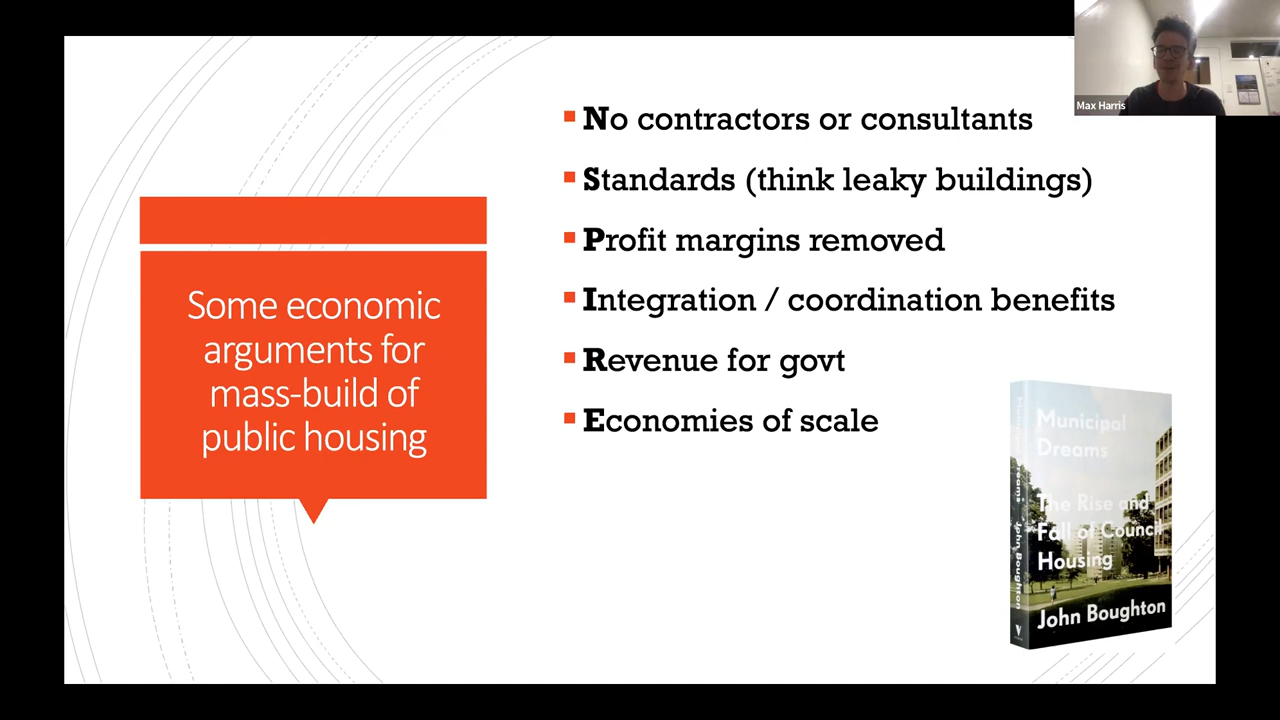 Max Harris
Some economic
arguments for
mass-build of
public housing
No contractors or consultants
Standards (think leaky buildings)
Profit margins removed
Integration / coordination benefits
Revenue for govt
Economies of scale
Municipal
Dreams
The Rise and
Fall of Council
Housing
John Boughton
John Boughton